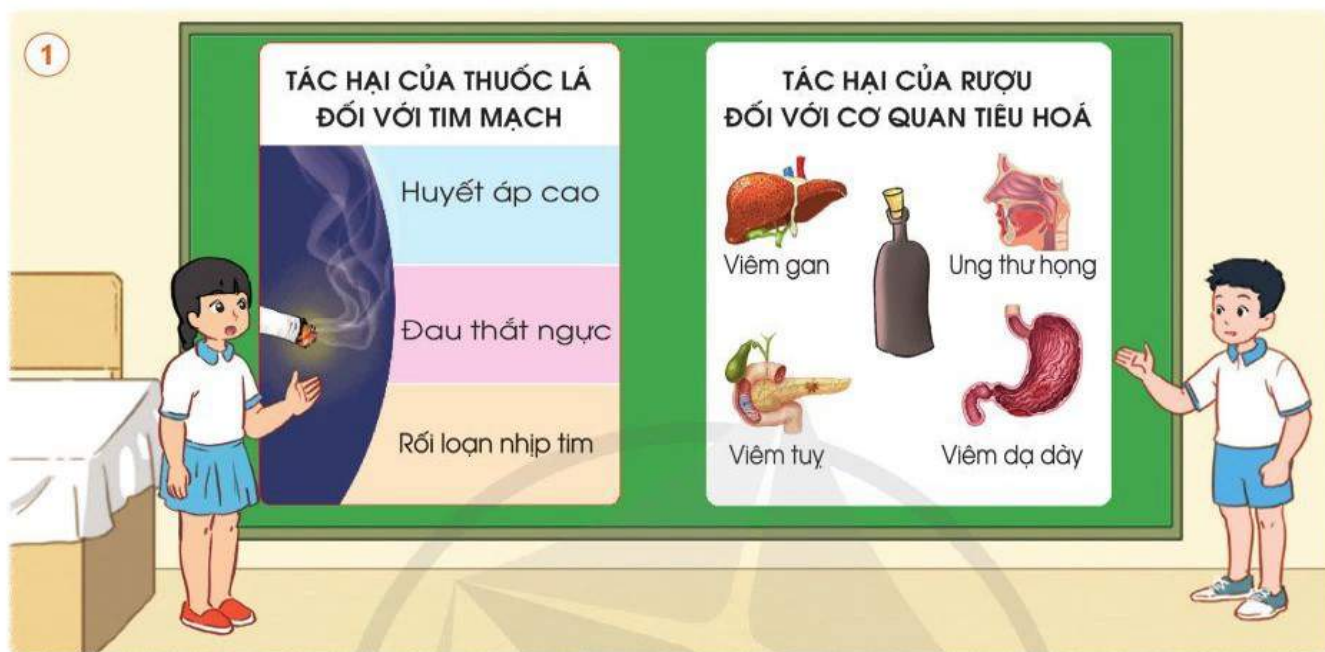 1
TÁC HẠI CỦA THUỐC LÁ
ĐỐI VỚI TIM MẠCH
Huyết áp cao
Đau thắt ngực
Rối loạn nhịp tim
TÁC HẠI CỦA RƯỢU
ĐỐI VỚI CƠ QUAN TIÊU HOÁ
Viêm gan
Ung thư họng
Viêm tuỵ
Viêm dạ dày